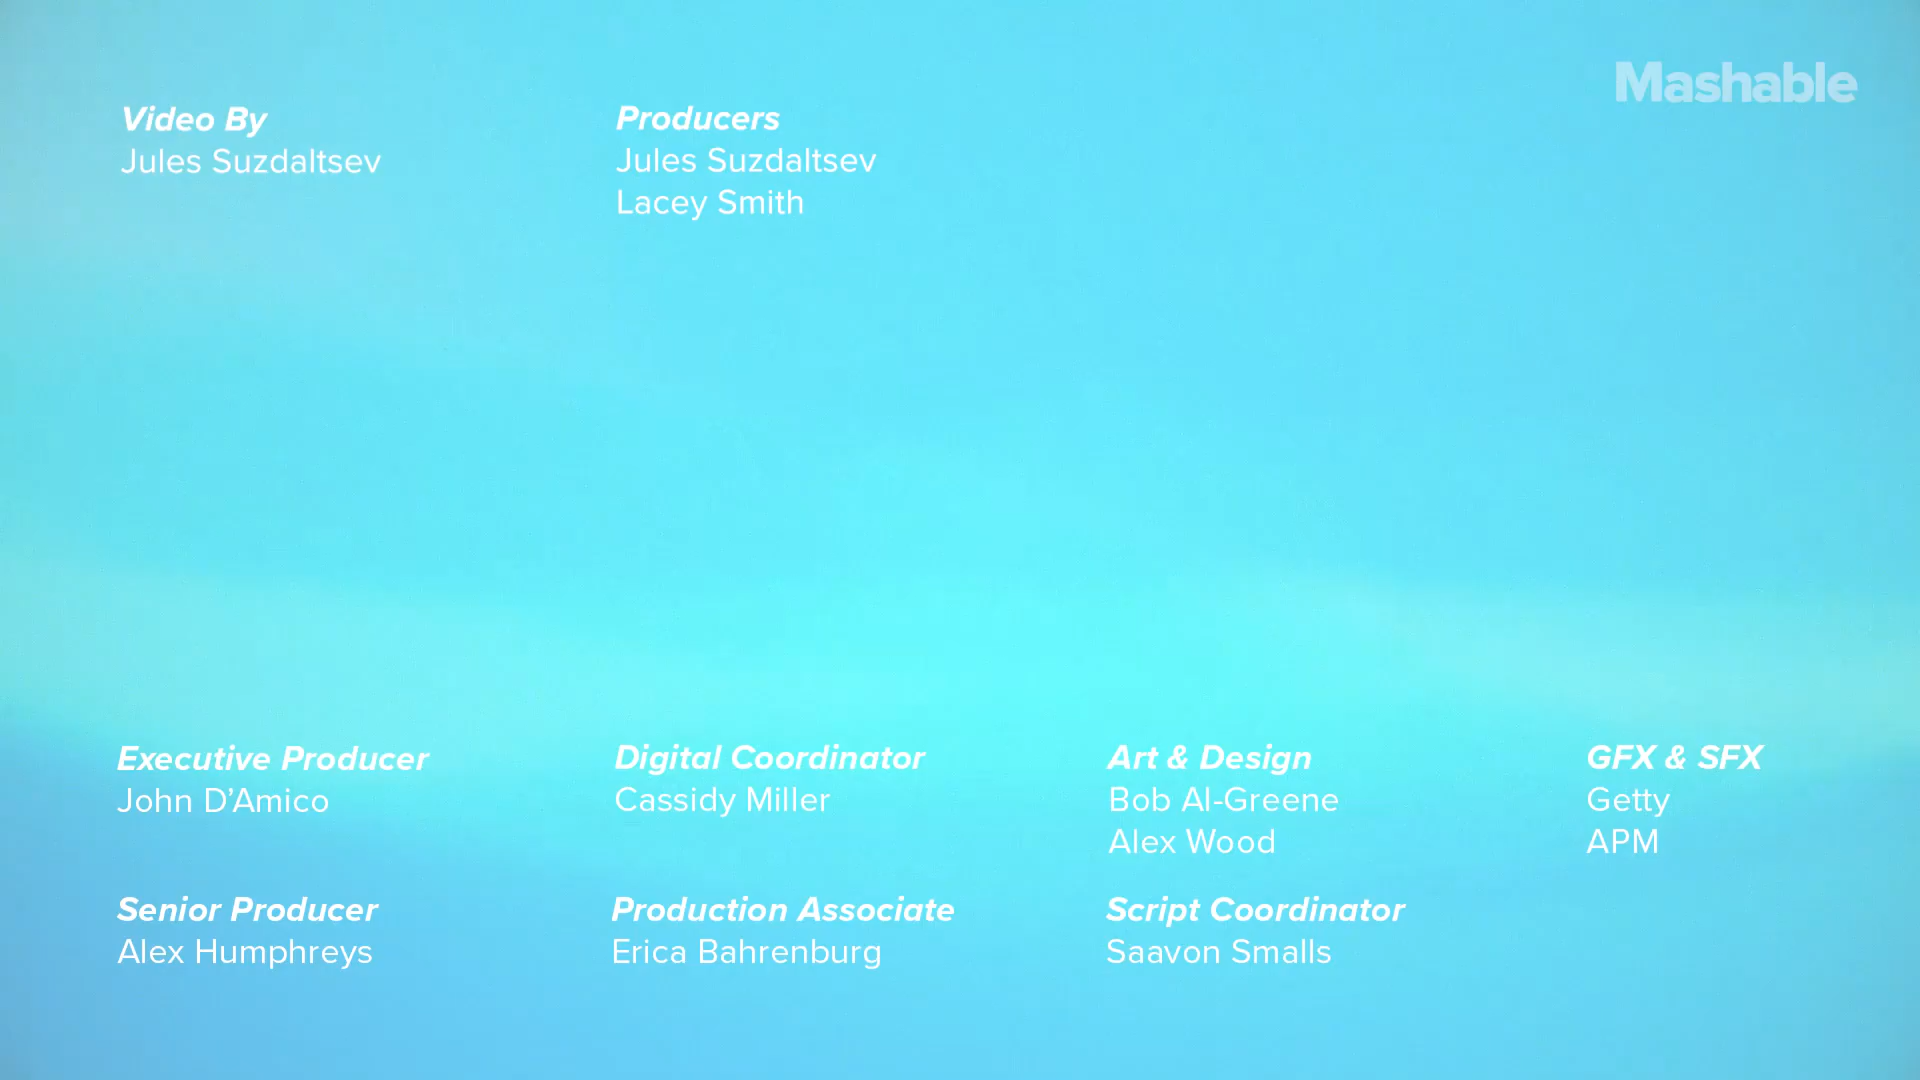 Mashable
Video By
Jules Suzdaltsev
Producers
Jules Suzdaltsev
Lacey Smith
Executive Producer
John D’Amico
Digital Coordinator
Cassidy Miller
Art & Design
Bob Al-Greene
Alex Wood
GFX & SFX
Getty
APM
Senior Producer
Alex Humphreys
Production Associate
Erica Bahrenburg
Script Coordinator
Saavon Smalls